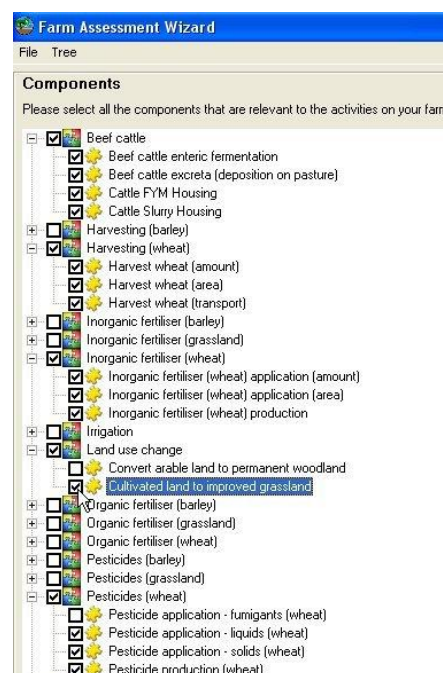 Farm Assessment Wizard
File Tree
Components
Please select all the components that are relevant to the activities on your farm
Beef cattle
Beef cattle enteric fermentation
Beef cattle excreta (deposition on pasture)
Cattle FYM Housing
Cattle Slurry Housing
Harvesting (barley)
Harvesting (wheat)
Harvest wheat (amount)
Harvest wheat (area)
Harvest wheat (transport)
Inorganic fertiliser (barley)
Inorganic fertiliser (grassland)
Inorganic fertiliser (wheat)
Inorganic fertiliser (wheat) application (amount)
Inorganic fertiliser (wheat) application (area)
Inorganic fertiliser (wheat) production
Irrigation
Land use change
Convert arable land to permanent woodland
Cultivated land to improved grassland
Organic fertiliser (barley)
Organic fertiliser (grassland)
Organic fertiliser (wheat)
Pesticides (barley)
Pesticides (grassland)
Pesticides (wheat)
Pesticide application - fumigants (wheat)
Pesticide application - liquids (wheat)
Pesticide application - solids (wheat)
Pesticide production (wheat)